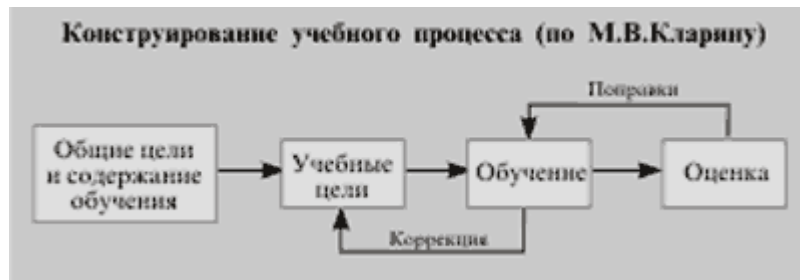 Конструирование учебного процесса (по М.В.Кларину)
Поправки
Общие цели
и содержание
обучения
Учебные
цели
Обучение
Оценка
Коррекция